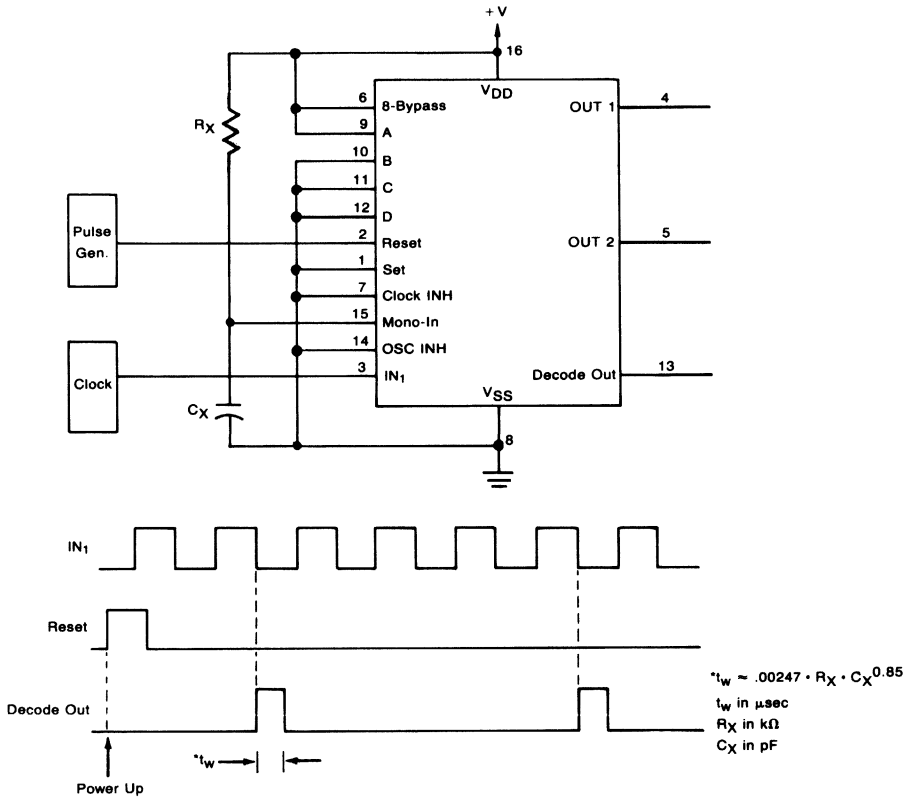 + V
16
VDD
6
8-Bypass
OUT 1
4
RX
9
A
10
B
11
C
12
D
Pulse
Gen.
2
Reset
OUT 2
5
1
Set
7
Clock INH
15
Mono-In
14
OSC INH
Clock
3
IN1
Decode Out
13
VSS
CX
8
IN1
Reset
Decode Out
*tw
Power Up
*tw ≈ .00247 • RX • CX0.85
tw in μsec
RX in kΩ
CX in pF